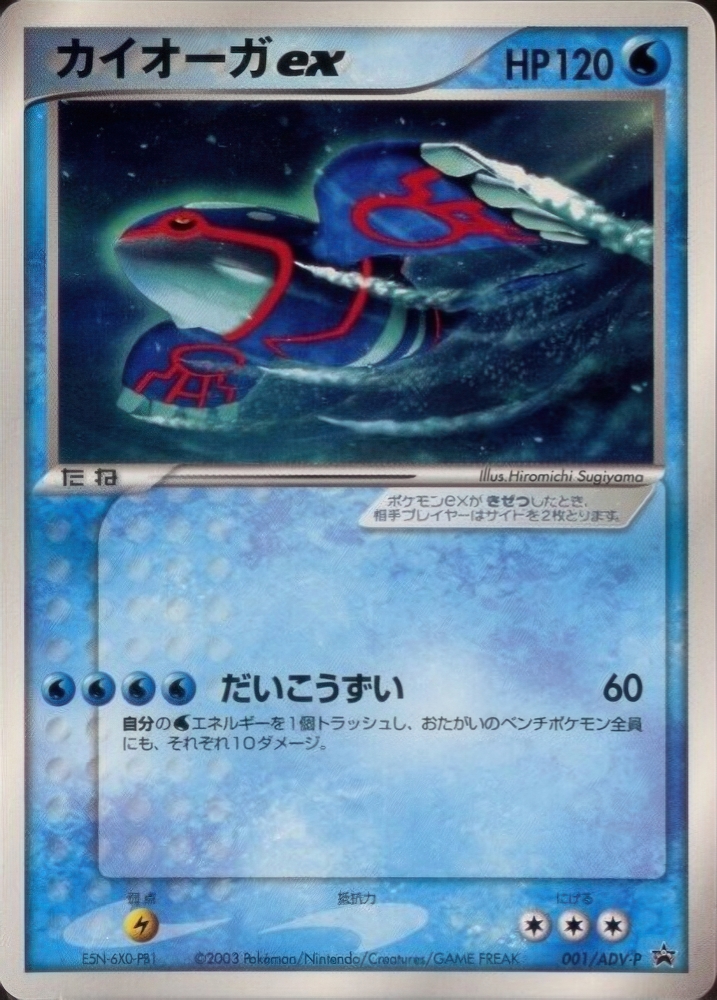 カイオーガex HP120
たね Illus.Hiromichi Sugiyama
ポケモンexがきぜつしたとき、
相手プレイヤーはサイドを2枚とります。
だいこうずい 60
自分のエネルギーを1個トラッシュし、おたがいのベンチポケモン全員
にも、それぞれ10ダメージ。
弱点 抵抗力 にげる
E5N-6X0-PB1 ©2003 Pokémon/Nintendo/Creatures/GAME FREAK 001/ADV-P